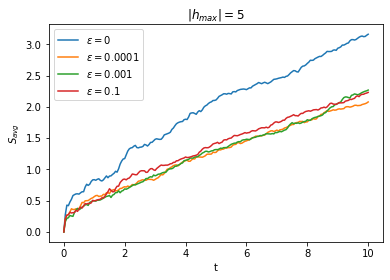 |h_max| = 5
ε = 0
ε = 0.0001
ε = 0.001
ε = 0.1
S_avg
3.0
2.5
2.0
1.5
1.0
0.5
0.0
0 2 4 6 8 10
t